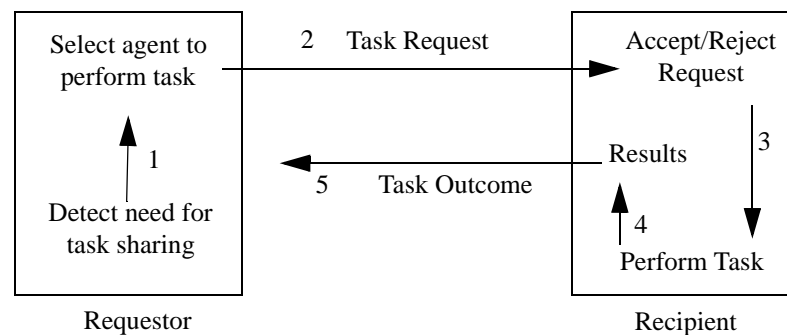 Select agent to
perform task
1
Detect need for
task sharing
Requestor
2 Task Request
5 Task Outcome
Accept/Reject
Request
3
Results
4
Perform Task
Recipient